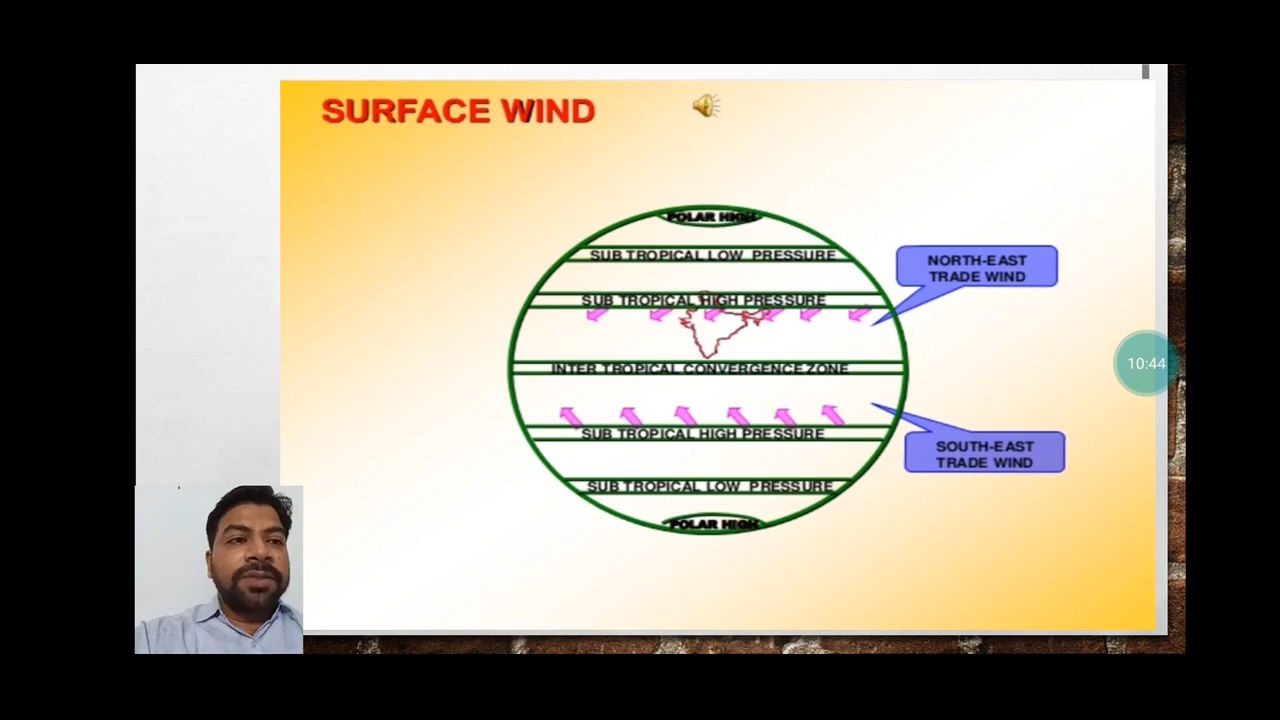 SURFACE WIND
POLAR HIGH
SUB TROPICAL LOW PRESSURE
NORTH-EAST
TRADE WIND
SUB TROPICAL HIGH PRESSURE
INTER TROPICAL CONVERGENCE ZONE
10:44
SUB TROPICAL HIGH PRESSURE
SOUTH-EAST
TRADE WIND
SUB TROPICAL LOW PRESSURE
POLAR HIGH